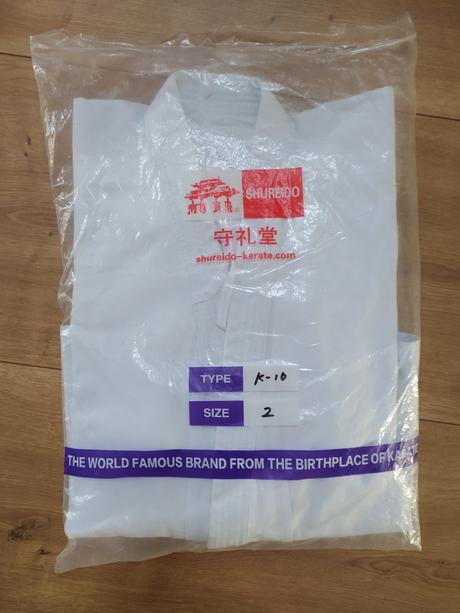 SHUREIDO
守礼堂
shureido-karate.com
TYPE K-10
SIZE 2
THE WORLD FAMOUS BRAND FROM THE BIRTHPLACE OF KARATE